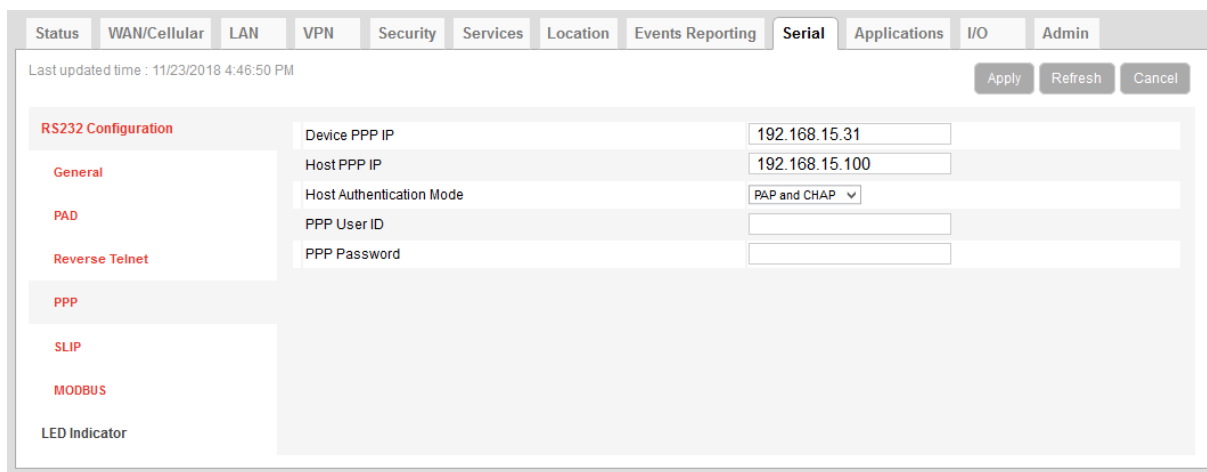 Status WAN/Cellular LAN VPN Security Services Location Events Reporting Serial Applications I/O Admin
Last updated time : 11/23/2018 4:46:50 PM
Apply Refresh Cancel
RS232 Configuration
General
PAD
Reverse Telnet
PPP
SLIP
MODBUS
LED Indicator
Device PPP IP 192.168.15.31
Host PPP IP 192.168.15.100
Host Authentication Mode PAP and CHAP
PPP User ID
PPP Password